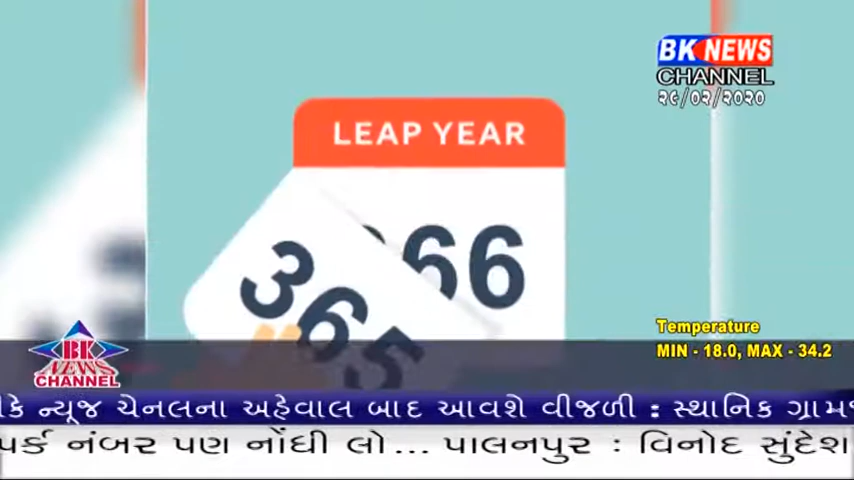 BK NEWS
CHANNEL
૨૯/૦૨/૨૦૨૦
LEAP YEAR
366
365
Temperature
MIN - 18.0, MAX - 34.2
BK
NEWS
CHANNEL
કે ન્યૂજ ચેનલના અહેવાલ બાદ આવશે વીજળી : સ્થાનિક
નંબર પણ નોંધી લો... પાલનપુર : વિનોદ સુંદેશા